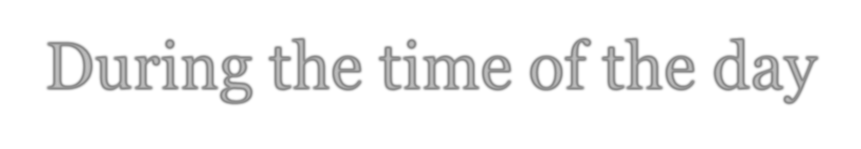 During the time of the day